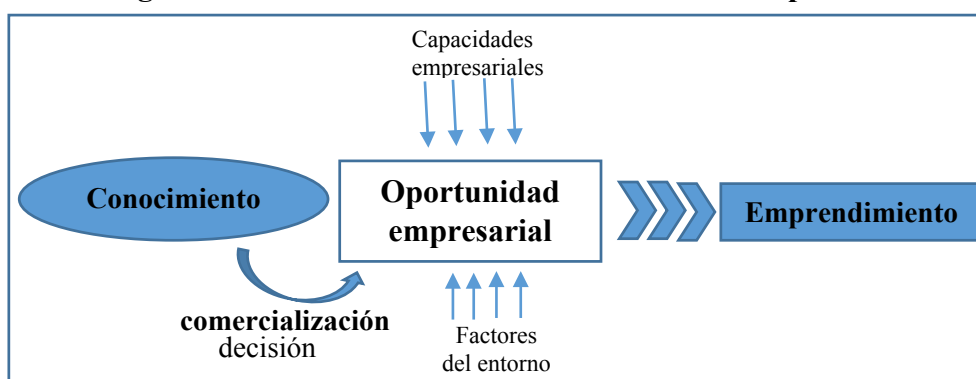 Capacidades
empresariales
Conocimiento
Oportunidad
empresarial
Emprendimiento
comercialización
decisión
Factores
del entorno